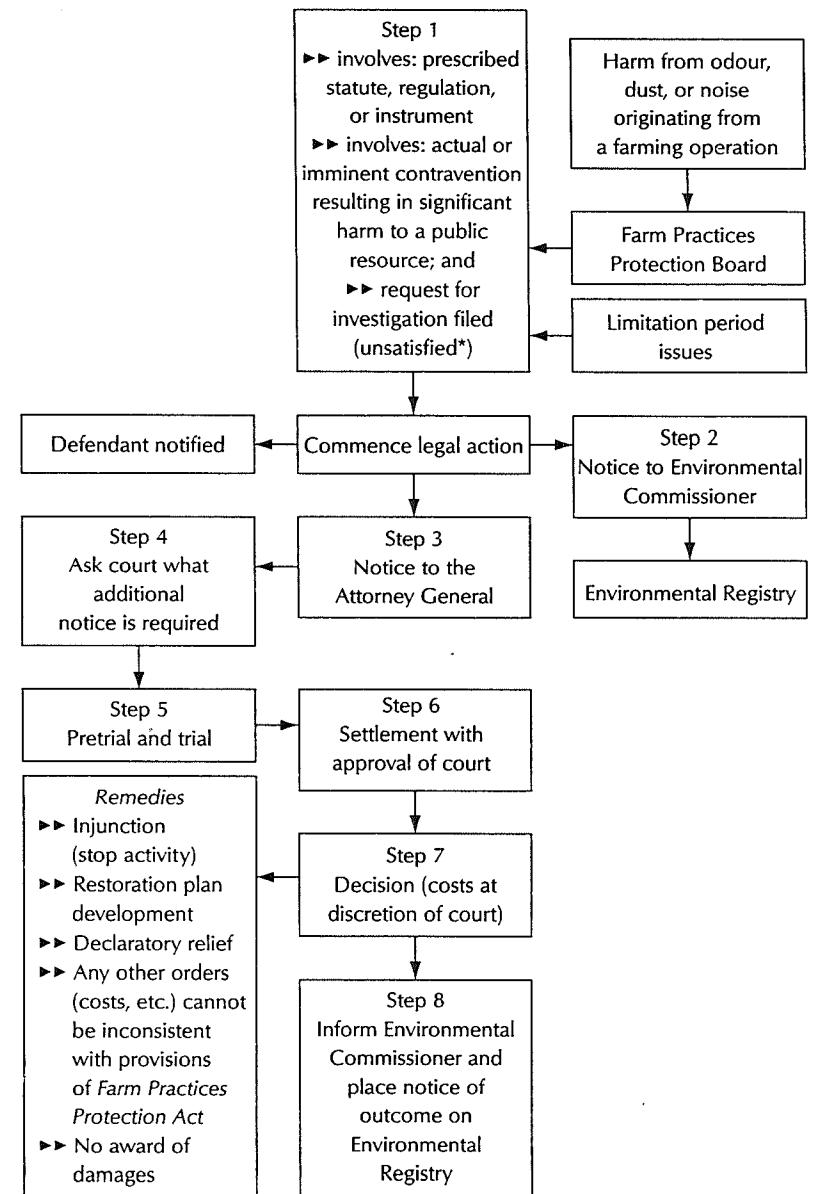 Step 1
►► involves: prescribed
statute, regulation,
or instrument
►► involves: actual or
imminent contravention
resulting in significant
harm to a public
resource; and
►► request for
investigation filed
(unsatisfied*)
Harm from odour,
dust, or noise
originating from
a farming operation
Farm Practices
Protection Board
Limitation period
issues
Defendant notified
Commence legal action
Step 2
Notice to Environmental
Commissioner
Step 4
Ask court what
additional
notice is required
Step 3
Notice to the
Attorney General
Environmental Registry
Step 5
Pretrial and trial
Step 6
Settlement with
approval of court
Remedies
►► Injunction
(stop activity)
►► Restoration plan
development
►► Declaratory relief
►► Any other orders
(costs, etc.) cannot
be inconsistent
with provisions
of Farm Practices
Protection Act
►► No award of
damages
Step 7
Decision (costs at
discretion of court)
Step 8
Inform Environmental
Commissioner and
place notice of
outcome on
Environmental
Registry